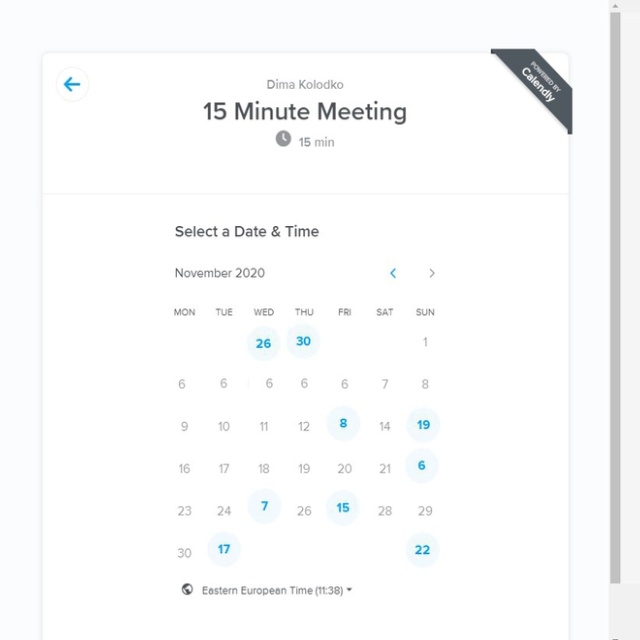 Dima Kolodko
15 Minute Meeting
15 min
POWERED BY
Calendly
Select a Date & Time
November 2020
MON TUE WED THU FRI SAT SUN
26 30 1
6 6 6 6 6 7 8
9 10 11 12 8 14 19
16 17 18 19 20 21 6
23 24 7 26 15 28 29
30 17 22
Eastern European Time (11:38)